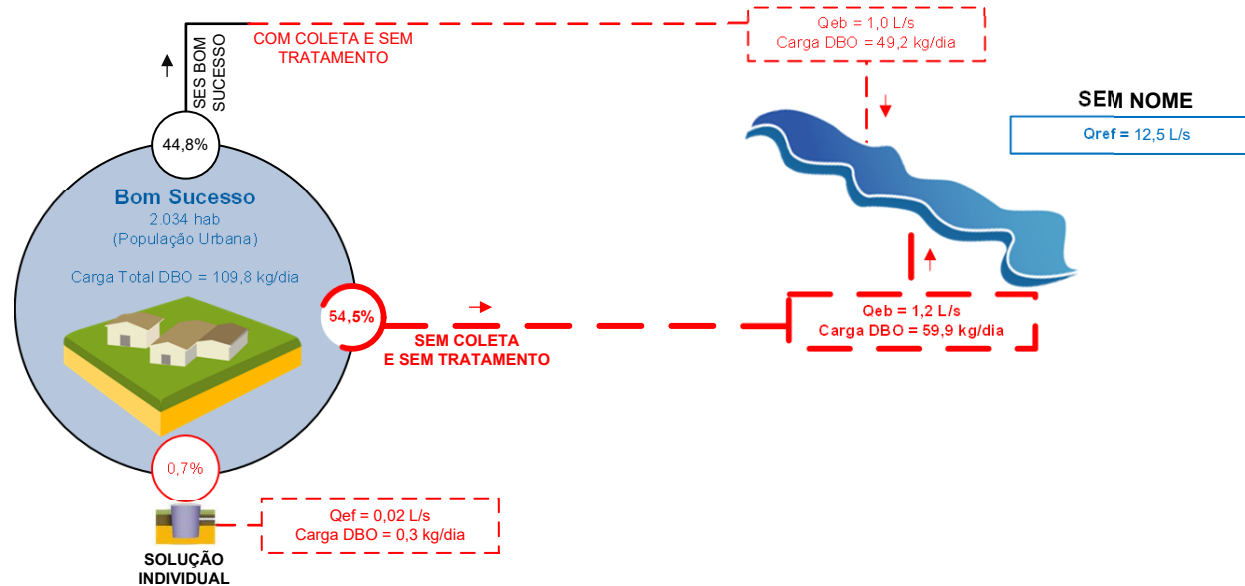 COM COLETA E SEM
TRATAMENTO
SES BOM
SUCESSO
44,8%
Qeb = 1,0 L/s
Carga DBO = 49,2 kg/dia
SEM NOME
Qref = 12,5 L/s
Bom Sucesso
2.034 hab
(População Urbana)
Carga Total DBO = 109,8 kg/dia
54,5%
SEM COLETA
E SEM TRATAMENTO
Qeb = 1,2 L/s
Carga DBO = 59,9 kg/dia
0,7%
Qef = 0,02 L/s
Carga DBO = 0,3 kg/dia
SOLUÇÃO
INDIVIDUAL